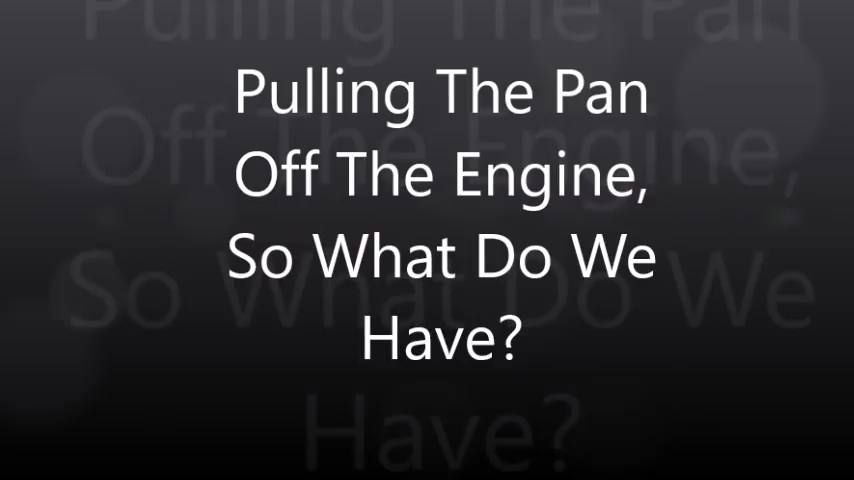 Pulling The Pan
Off The Engine,
So What Do We
Have?